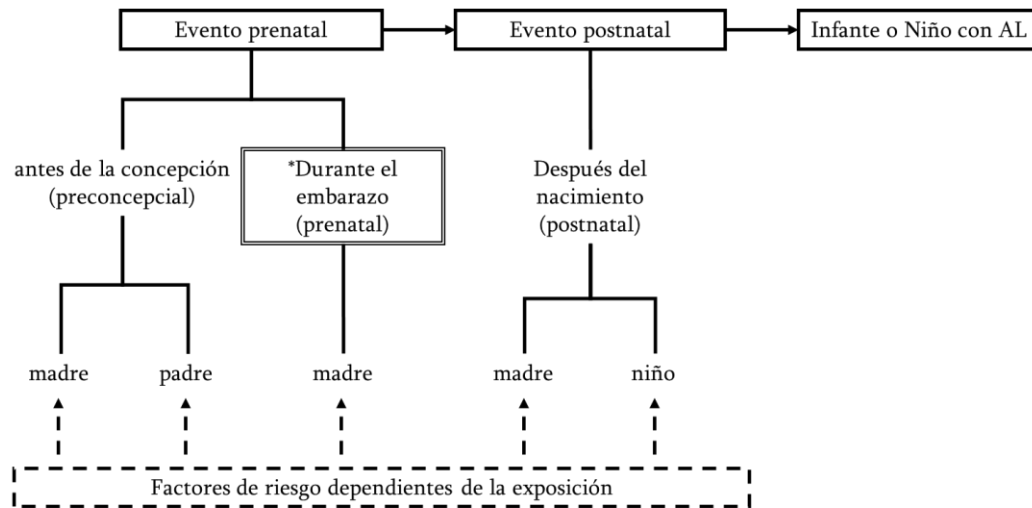 Evento prenatal
Evento postnatal
Infante o Niño con AL
antes de la concepción
(preconcepcial)
*Durante el
embarazo
(prenatal)
Después del
nacimiento
(postnatal)
madre
padre
madre
madre
niño
Factores de riesgo dependientes de la exposición